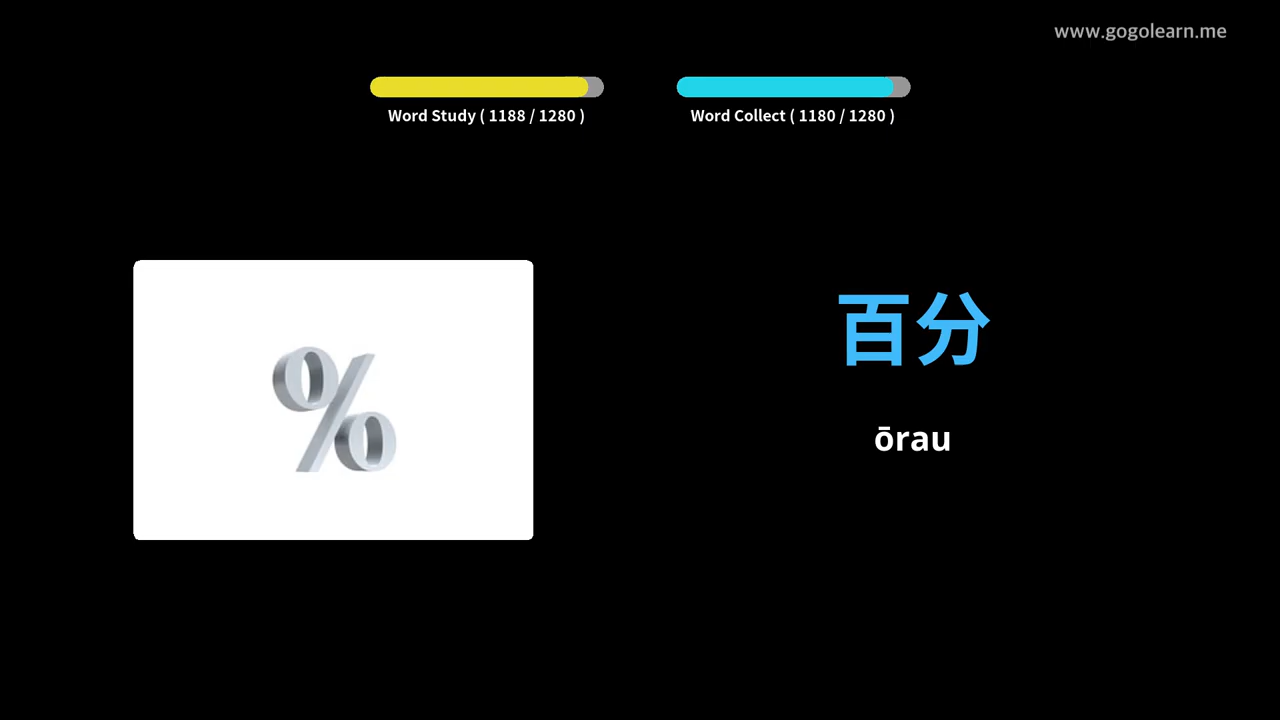 www.gogolearn.me
Word Study ( 1188 / 1280 )
Word Collect ( 1180 / 1280 )
%
百分
ōrau